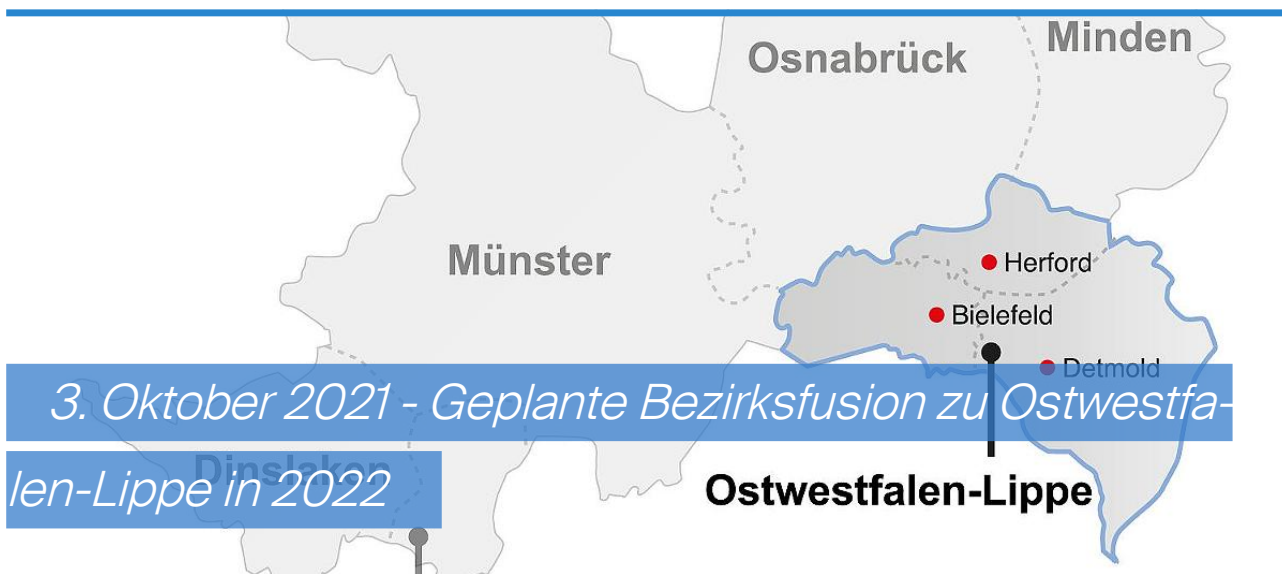 Minden
Osnabrück
Münster
Herford
Bielefeld
Detmold
3. Oktober 2021 - Geplante Bezirksfusion zu Ostwestfa-
len-Lippe in 2022
Dinslaken
Ostwestfalen-Lippe